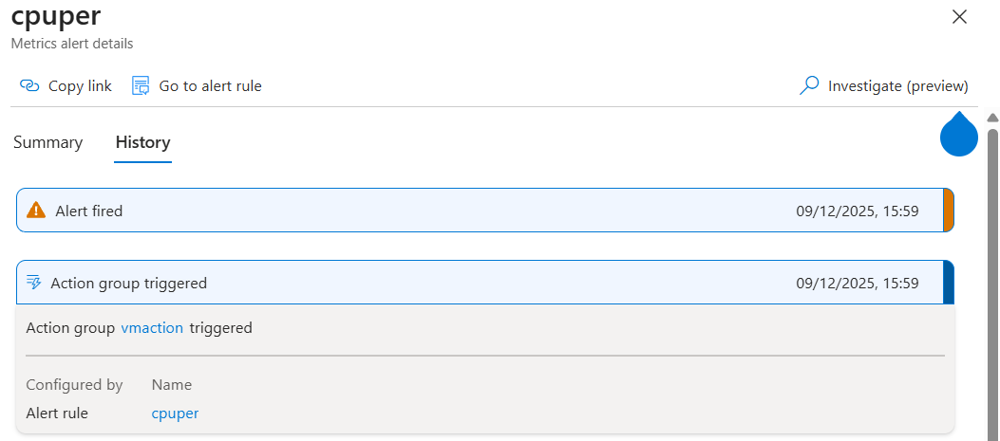 cpuper
Metrics alert details
Copy link Go to alert rule Investigate (preview)
Summary History
Alert fired 09/12/2025, 15:59
Action group triggered 09/12/2025, 15:59
Action group vmaction triggered
Configured by Name
Alert rule cpuper